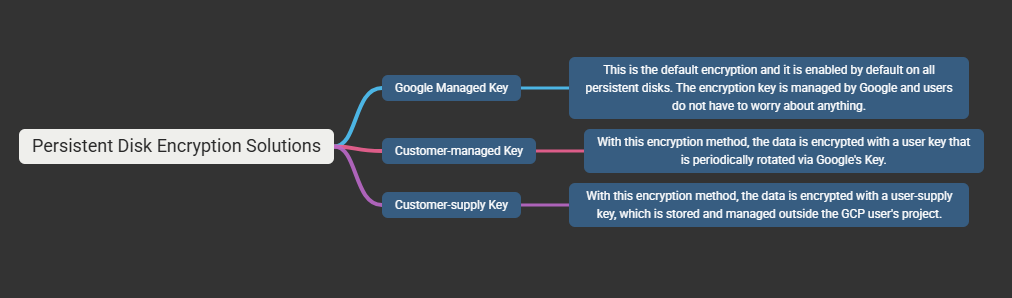 Persistent Disk Encryption Solutions
Google Managed Key
This is the default encryption and it is enabled by default on all
persistent disks. The encryption key is managed by Google and users
do not have to worry about anything.
Customer-managed Key
With this encryption method, the data is encrypted with a user key that
is periodically rotated via Google's Key.
Customer-supply Key
With this encryption method, the data is encrypted with a user-supply
key, which is stored and managed outside the GCP user's project.